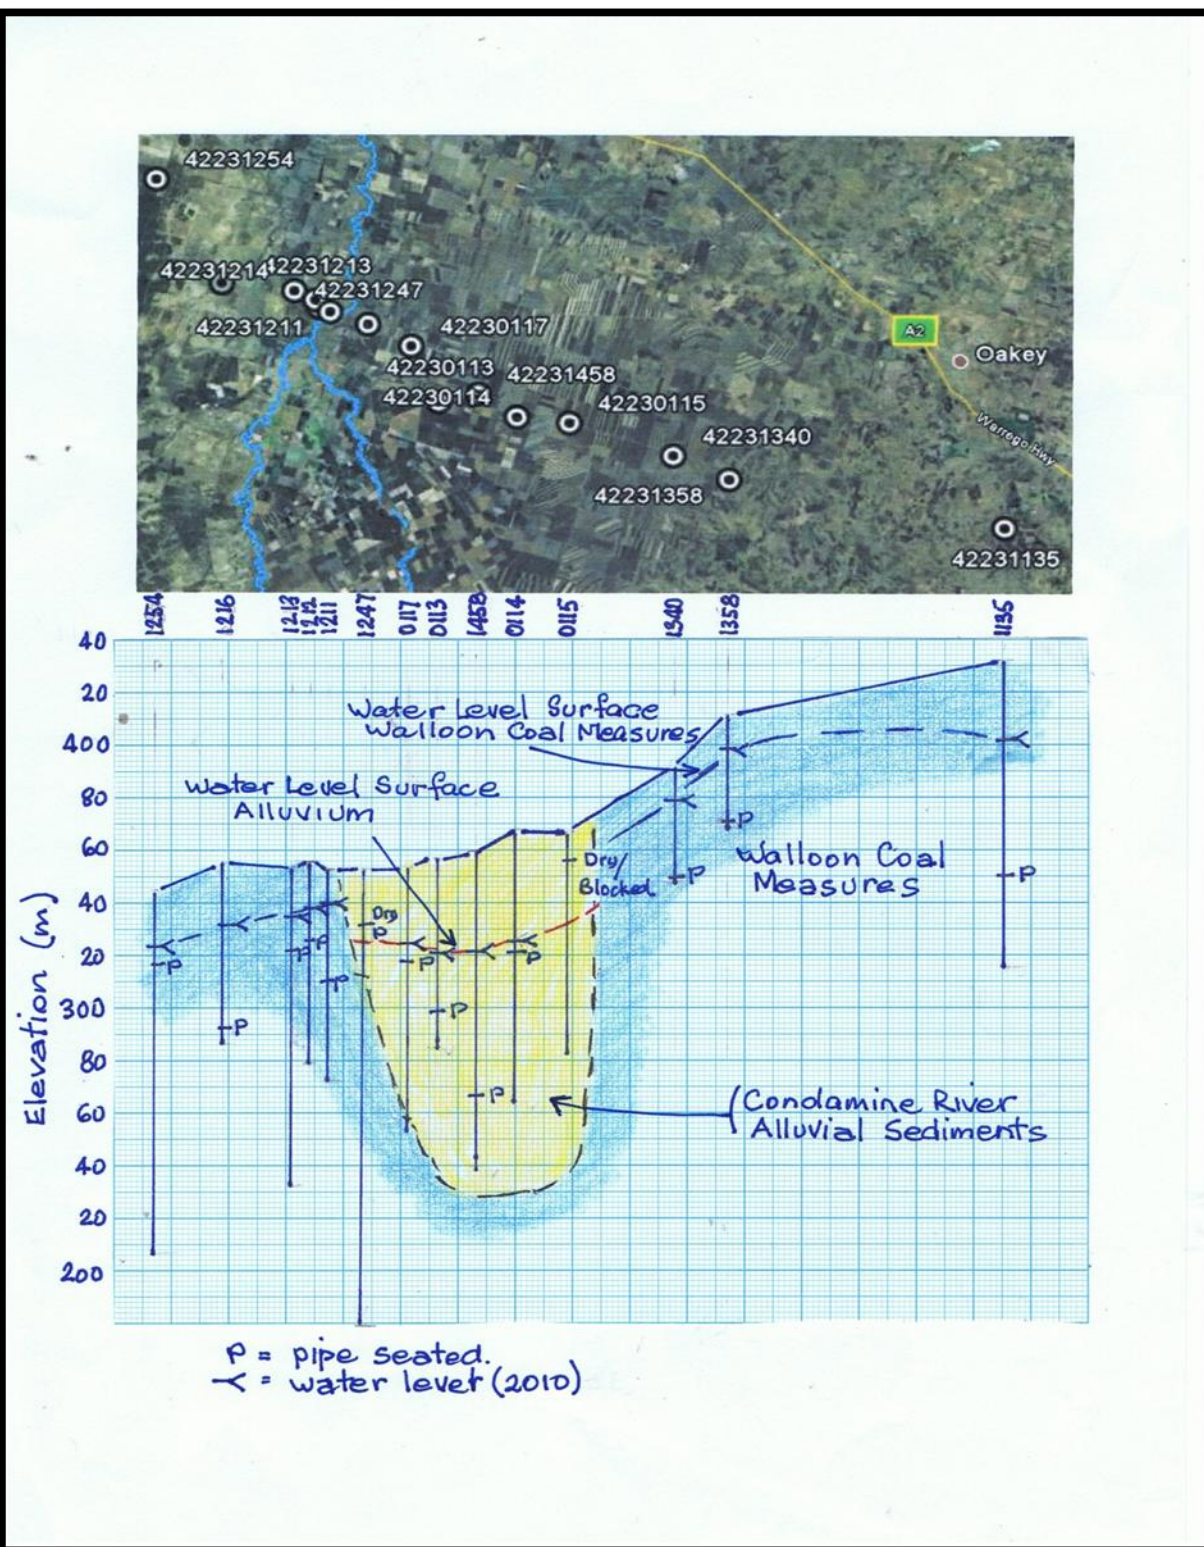 42231254
42231214
42231213
42231247
42231211
42230117
42230113
42231458
42230114
42230115
42231340
42231358
42231135
A2
Oakey
Warrego Hwy
1254
1216
1213
1212
1211
1247
0117
0113
1458
0114
0115
1340
1358
1135
40
20
400
80
60
40
20
300
80
60
40
20
200
Elevation (m)
Water Level Surface
Walloon Coal Measures
Water Level Surface
Alluvium
Dry
P
Dry/
Blocked
Walloon Coal
Measures
P
P
P
P
P
P
P
P
P
P
P
P
Condamine River
Alluvial Sediments
P = pipe seated.
= water level (2010)